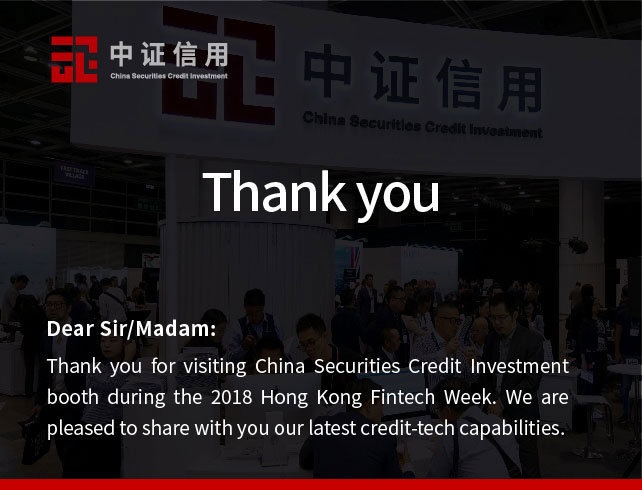 中证信用
China Securities Credit Investment
中证信用
China Securities Credit Investment
Thank you
Dear Sir/Madam:
Thank you for visiting China Securities Credit Investment
booth during the 2018 Hong Kong Fintech Week. We are
pleased to share with you our latest credit-tech capabilities.